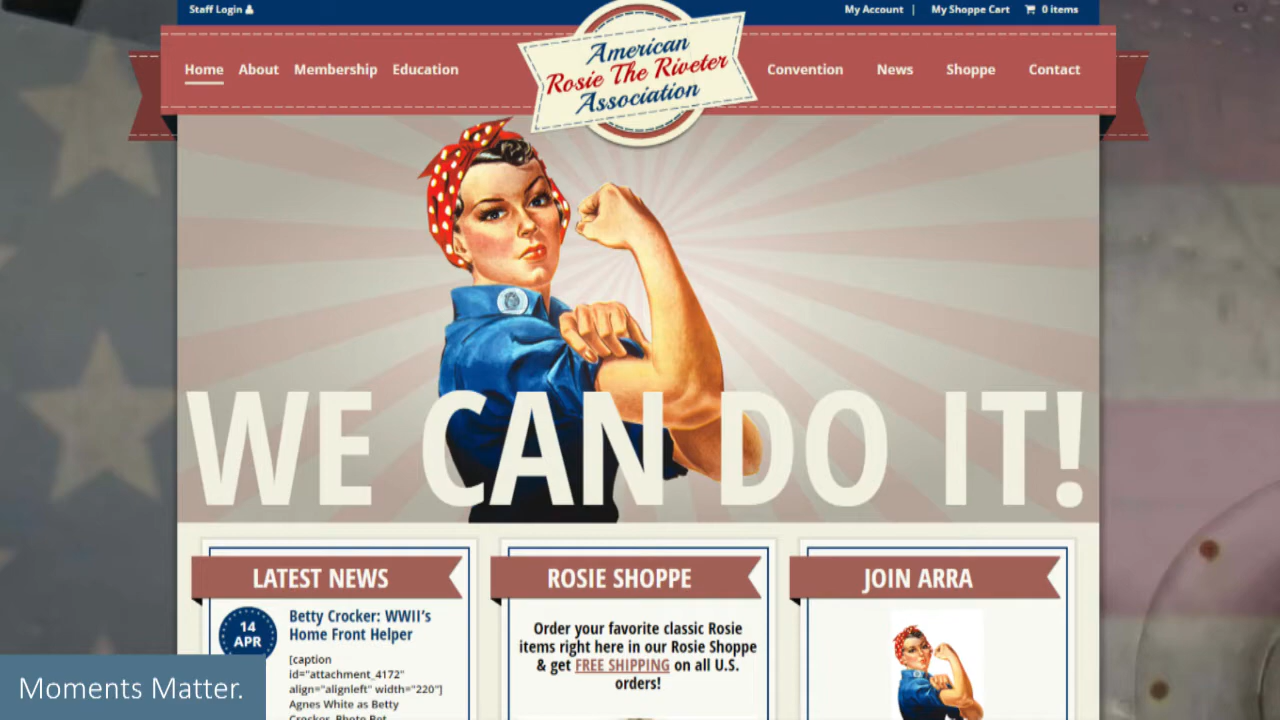 Staff Login
My Account | My Shoppe Cart 0 items
Home About Membership Education
American
Rosie The Riveter
Association
Convention News Shoppe Contact
WE CAN DO IT!
LATEST NEWS
14
APR
Betty Crocker: WWII's
Home Front Helper
[caption
id="attachment_4172"
align="alignleft" width="220"]
Agnes White as Betty
Crocker. Photo
ROSIE SHOPPE
Order your favorite classic Rosie
items right here in our Rosie Shoppe
& get FREE SHIPPING on all U.S.
orders!
JOIN ARRA
Moments Matter.